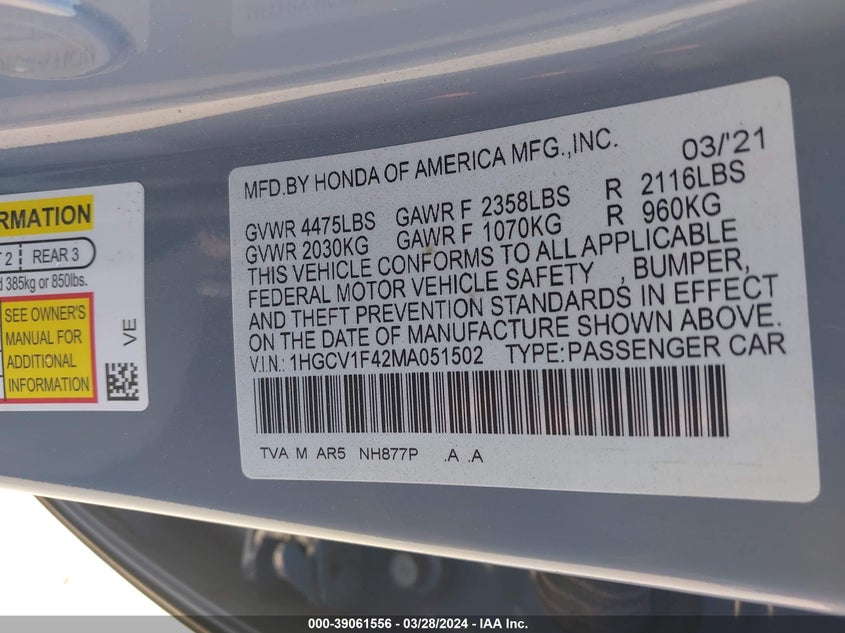 MFD.BY HONDA OF AMERICA MFG.,INC. 03/'21
GVWR 4475LBS GAWR F 2358LBS R 2116LBS
GVWR 2030KG GAWR F 1070KG R 960KG
THIS VEHICLE CONFORMS TO ALL APPLICABLE
FEDERAL MOTOR VEHICLE SAFETY , BUMPER,
AND THEFT PREVENTION STANDARDS IN EFFECT
ON THE DATE OF MANUFACTURE SHOWN ABOVE.
V.I.N.: 1HGCV1F42MA051502 TYPE:PASSENGER CAR
TVA M AR5 NH877P .A .A
2 REAR 3
385kg or 850lbs.
SEE OWNER'S
MANUAL FOR
ADDITIONAL
INFORMATION
VE
000-39061556 - 03/28/2024 - IAA Inc.